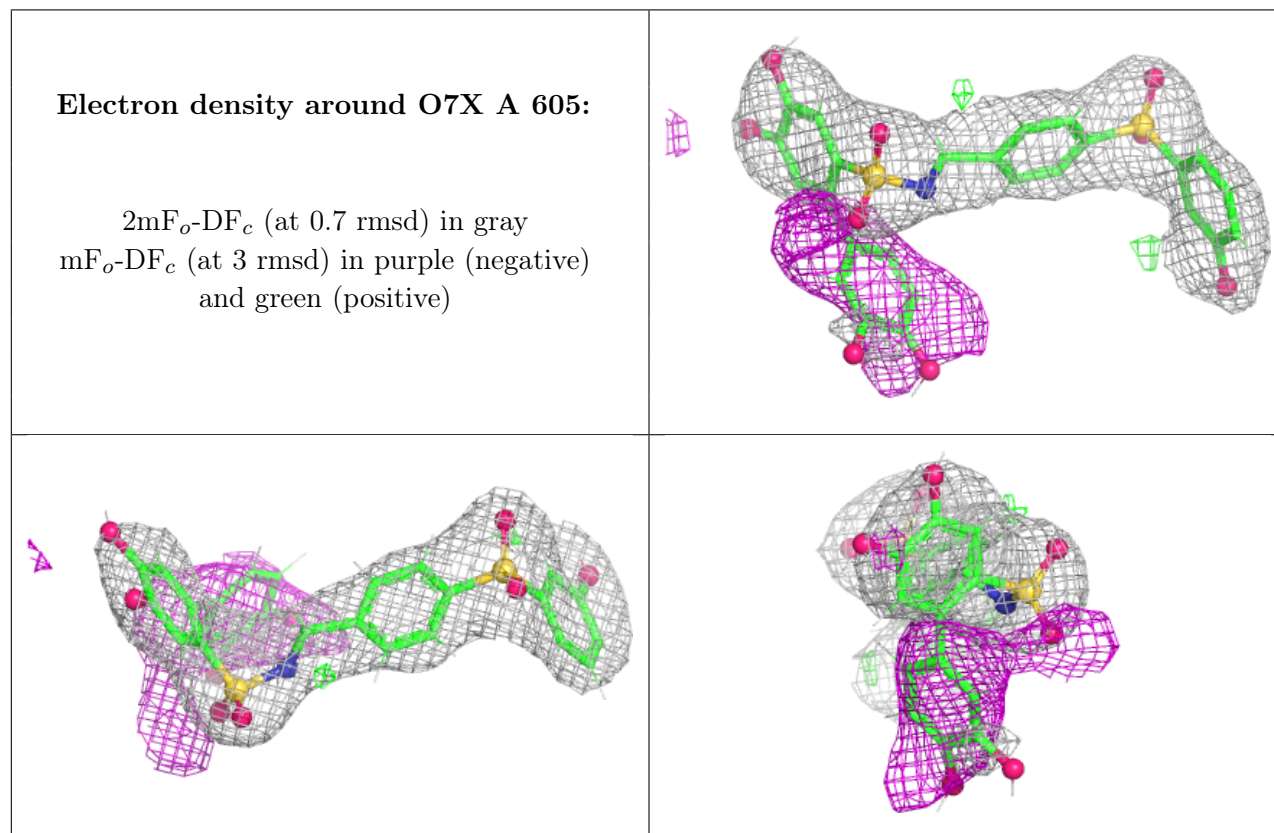 Electron density around O7X A 605:
2mFo-DFc (at 0.7 rmsd) in gray
mFo-DFc (at 3 rmsd) in purple (negative)
and green (positive)